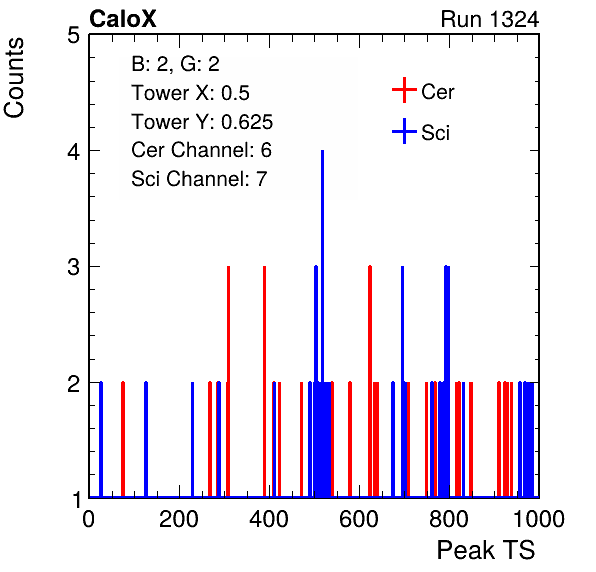 CaloX Run 1324
Counts
B: 2, G: 2
Tower X: 0.5
Tower Y: 0.625
Cer Channel: 6
Sci Channel: 7
Cer
Sci
5
4
3
2
1
0 200 400 600 800 1000
Peak TS